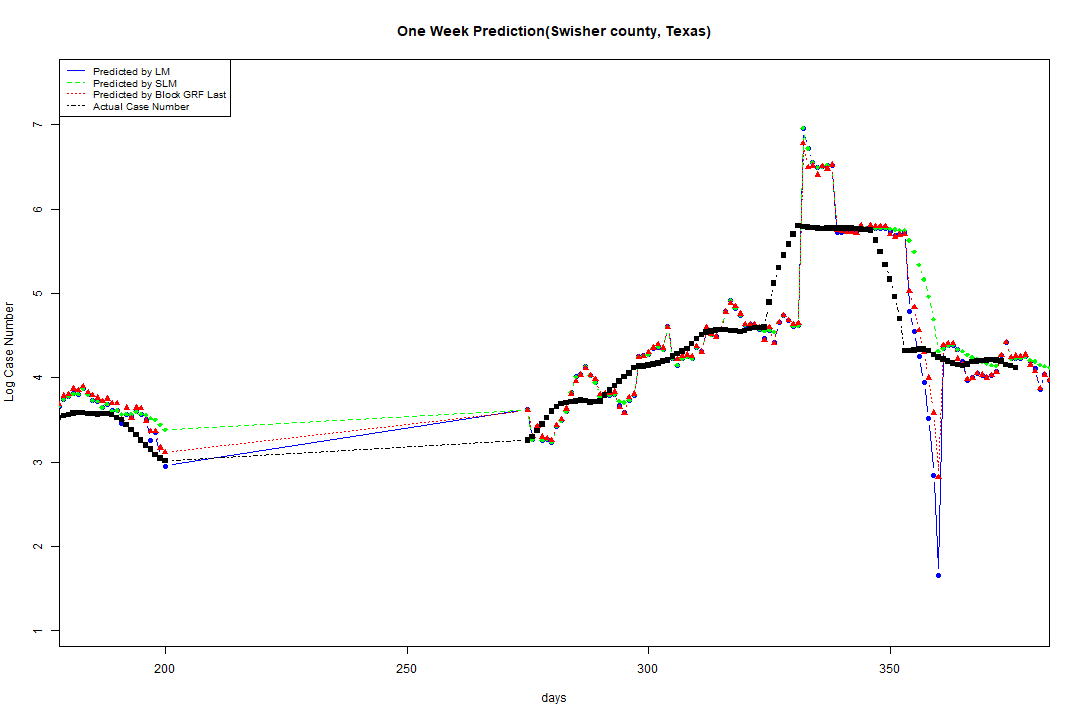 One Week Prediction(Swisher county, Texas)
Predicted by LM
Predicted by SLM
Predicted by Block GRF Last
Actual Case Number
7
6
5
4
3
2
1
Log Case Number
200 250 300 350
days